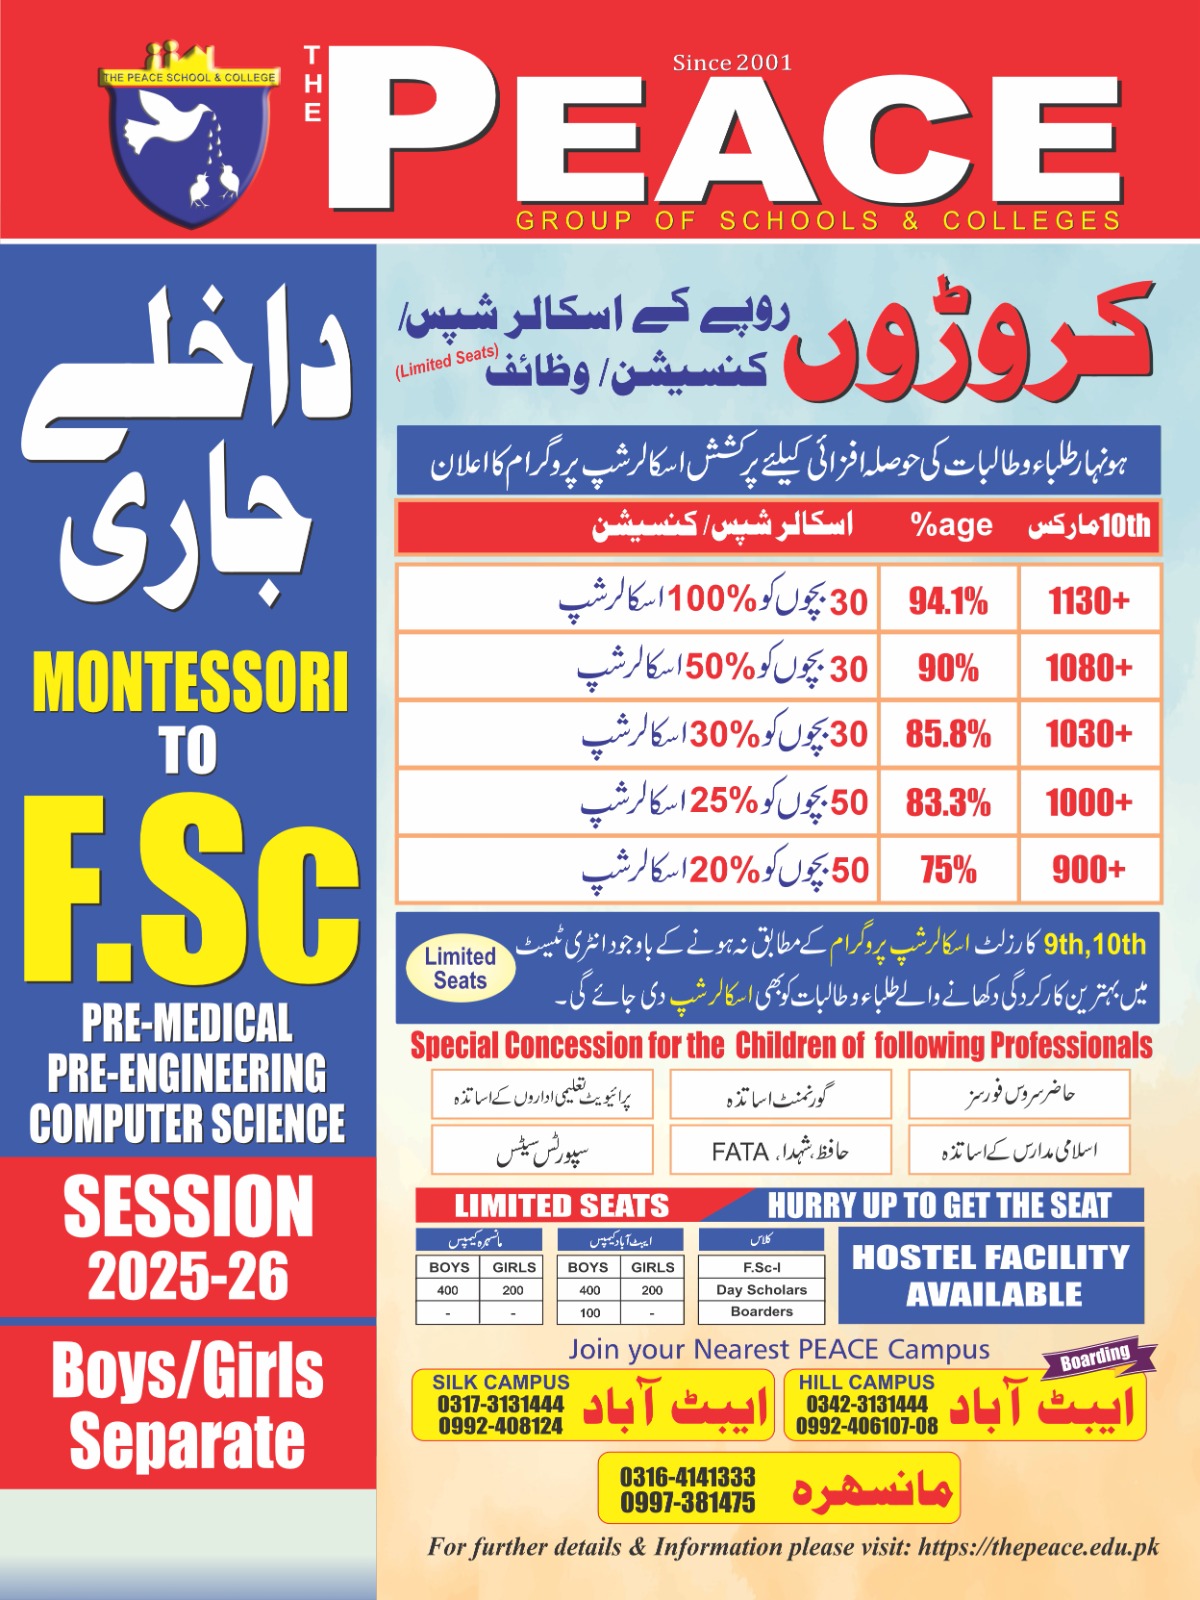 THE PEACE SCHOOL & COLLEGE
THE PEACE
Since 2001
GROUP OF SCHOOLS & COLLEGES
داخلے
جاری
MONTESSORI
TO
F.Sc
PRE-MEDICAL
PRE-ENGINEERING
COMPUTER SCIENCE
SESSION
2025-26
Boys/Girls
Separate
کروڑوں
روپے کے اسکالر شپس/
کنسیشن/ وظائف (Limited Seats)
ہونہار طلباء و طالبات کی حوصلہ افزائی کیلئے پرکشش اسکالرشپ پروگرام کا اعلان
10th مارکس %age اسکالر شپس/ کنسیشن
1130+ 94.1% 30 بچوں کو 100% اسکالرشپ
1080+ 90% 30 بچوں کو 50% اسکالرشپ
1030+ 85.8% 30 بچوں کو 30% اسکالرشپ
1000+ 83.3% 50 بچوں کو 25% اسکالرشپ
900+ 75% 50 بچوں کو 20% اسکالرشپ
9th,10th کا رزلٹ اسکالرشپ پروگرام کے مطابق نہ ہونے کے باوجود انٹری ٹیسٹ
میں بہترین کارکردگی دکھانے والے طلباء و طالبات کو بھی اسکالرشپ دی جائے گی۔
Limited
Seats
Special Concession for the Children of following Professionals
حاضر سروس فورسز
گورنمنٹ اساتذہ
پرائیویٹ تعلیمی اداروں کے اساتذہ
اسلامی مدارس کے اساتذہ
حافظ، شہدا، FATA
سپورٹس سیٹس
LIMITED SEATS HURRY UP TO GET THE SEAT
مانسہرہ کیمپس ایبٹ آباد کیمپس کلاس
BOYS GIRLS BOYS GIRLS F.Sc-I
400 200 400 200 Day Scholars
- - 100 - Boarders
HOSTEL FACILITY
AVAILABLE
Join your Nearest PEACE Campus
Boarding
SILK CAMPUS
0317-3131444
0992-408124
ایبٹ آباد
HILL CAMPUS
0342-3131444
0992-406107-08
ایبٹ آباد
0316-4141333
0997-381475
مانسھرہ
For further details & Information please visit: https://thepeace.edu.pk